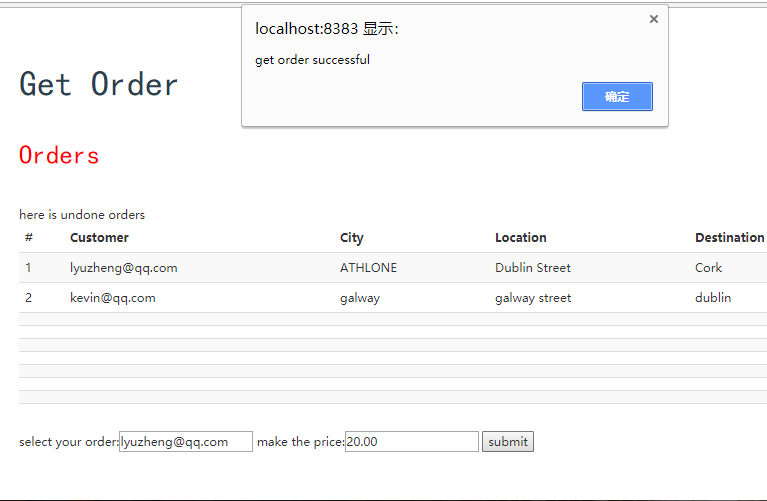 localhost:8383 显示：
get order successful
确定
Get Order
Orders
here is undone orders
# Customer City Location Destination
1 lyuzheng@qq.com ATHLONE Dublin Street Cork
2 kevin@qq.com galway galway street dublin
select your order:lyuzheng@qq.com make the price:20.00 submit